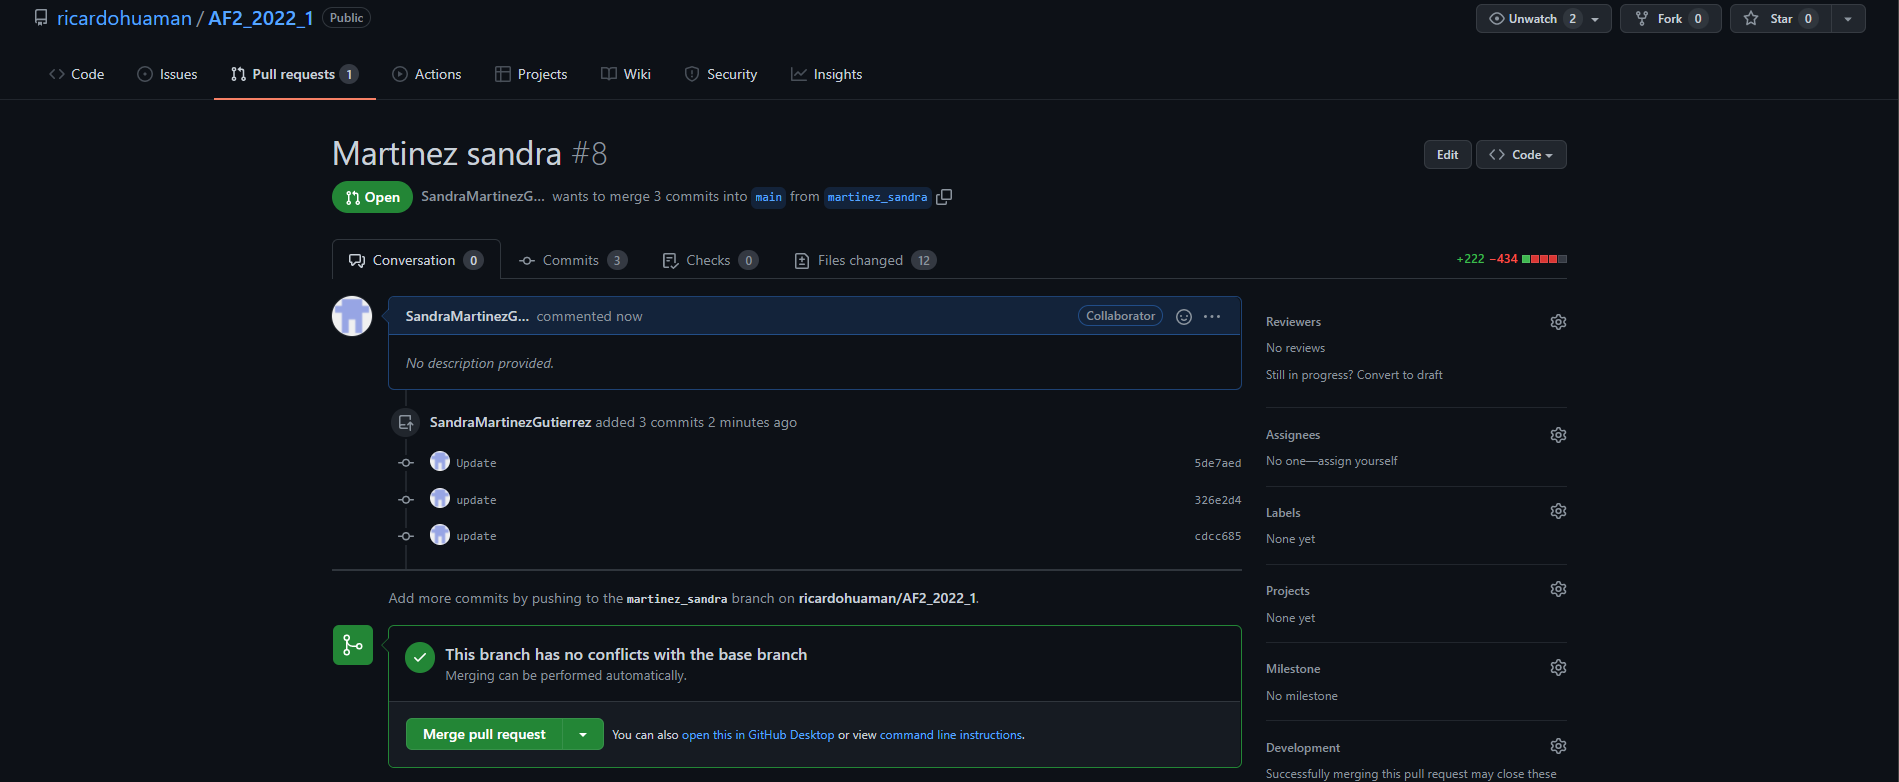 ricardohuaman / AF2_2022_1 Public
Unwatch 2 Fork 0 Star 0
Code Issues Pull requests 1 Actions Projects Wiki Security Insights
Martinez sandra #8
Edit Code
Open SandraMartinezG... wants to merge 3 commits into main from martinez_sandra
Conversation 0 Commits 3 Checks 0 Files changed 12
+222 −434
SandraMartinezG... commented now Collaborator
No description provided.
SandraMartinezGutierrez added 3 commits 2 minutes ago
Update 5de7aed
update 326e2d4
update cdcc685
Add more commits by pushing to the martinez_sandra branch on ricardohuaman/AF2_2022_1.
This branch has no conflicts with the base branch
Merging can be performed automatically.
Merge pull request You can also open this in GitHub Desktop or view command line instructions.
Reviewers
No reviews
Still in progress? Convert to draft
Assignees
No one—assign yourself
Labels
None yet
Projects
None yet
Milestone
No milestone
Development
Successfully merging this pull request may close these